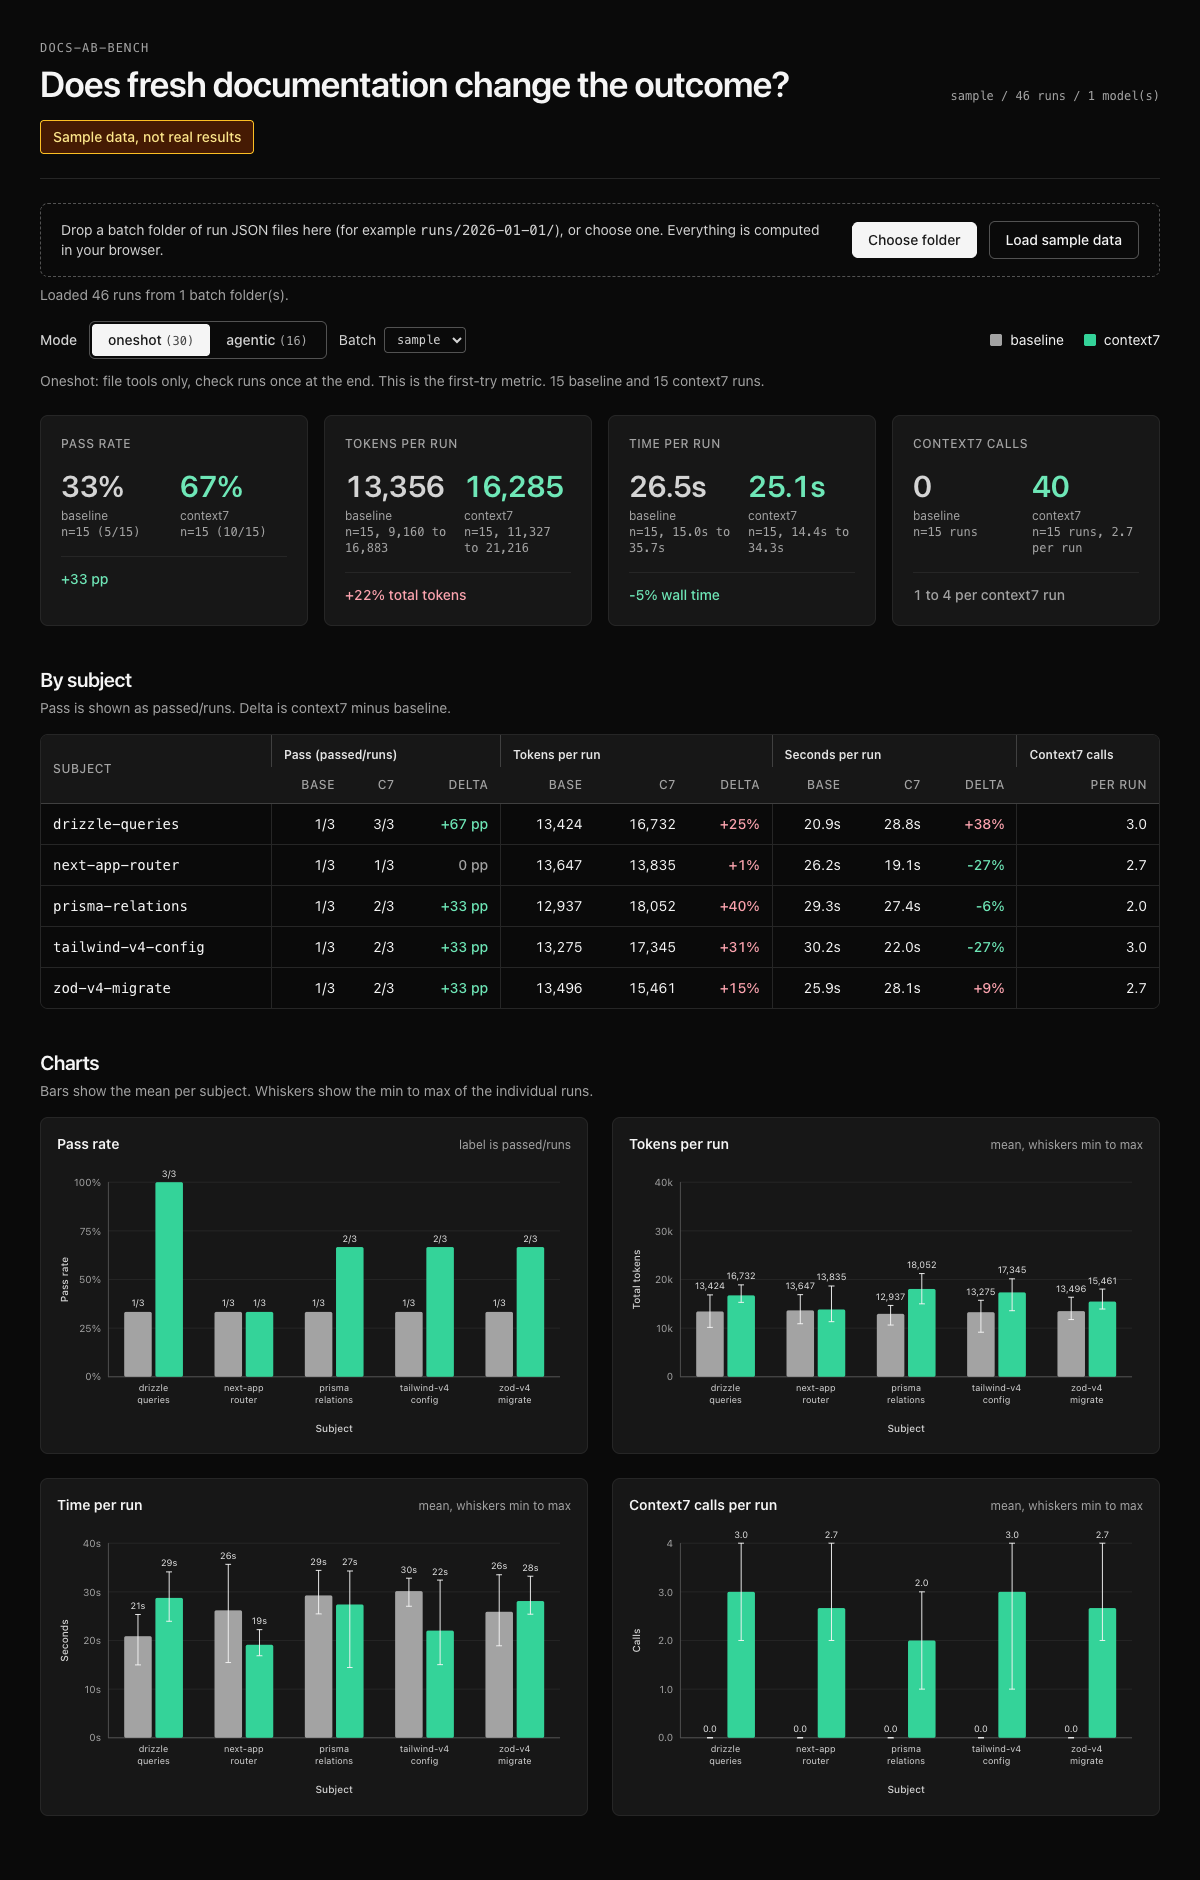 DOCS-AB-BENCH
Does fresh documentation change the outcome?
sample / 46 runs / 1 model(s)
Sample data, not real results
Drop a batch folder of run JSON files here (for example runs/2026-01-01/), or choose one. Everything is computed
in your browser.
Choose folder
Load sample data
Loaded 46 runs from 1 batch folder(s).
Mode
oneshot (30)
agentic (16)
Batch
sample
baseline
context7
Oneshot: file tools only, check runs once at the end. This is the first-try metric. 15 baseline and 15 context7 runs.
PASS RATE
33% 67%
baseline context7
n=15 (5/15) n=15 (10/15)
+33 pp
TOKENS PER RUN
13,356 16,285
baseline context7
n=15, 9,160 to n=15, 11,327
16,883 to 21,216
+22% total tokens
TIME PER RUN
26.5s 25.1s
baseline context7
n=15, 15.0s to n=15, 14.4s to
35.7s 34.3s
-5% wall time
CONTEXT7 CALLS
0 40
baseline context7
n=15 runs n=15 runs, 2.7
per run
1 to 4 per context7 run
By subject
Pass is shown as passed/runs. Delta is context7 minus baseline.
SUBJECT Pass (passed/runs) Tokens per run Seconds per run Context7 calls
BASE C7 DELTA BASE C7 DELTA BASE C7 DELTA PER RUN
drizzle-queries 1/3 3/3 +67 pp 13,424 16,732 +25% 20.9s 28.8s +38% 3.0
next-app-router 1/3 1/3 0 pp 13,647 13,835 +1% 26.2s 19.1s -27% 2.7
prisma-relations 1/3 2/3 +33 pp 12,937 18,052 +40% 29.3s 27.4s -6% 2.0
tailwind-v4-config 1/3 2/3 +33 pp 13,275 17,345 +31% 30.2s 22.0s -27% 3.0
zod-v4-migrate 1/3 2/3 +33 pp 13,496 15,461 +15% 25.9s 28.1s +9% 2.7
Charts
Bars show the mean per subject. Whiskers show the min to max of the individual runs.
Pass rate
label is passed/runs
Pass rate
100%
75%
50%
25%
0%
1/3 3/3 1/3 1/3 1/3 2/3 1/3 2/3 1/3 2/3
drizzle next-app prisma tailwind-v4 zod-v4
queries router relations config migrate
Subject
Tokens per run
mean, whiskers min to max
Total tokens
40k
30k
20k
10k
0
13,424 16,732 13,647 13,835 12,937 18,052 13,275 17,345 13,496 15,461
drizzle next-app prisma tailwind-v4 zod-v4
queries router relations config migrate
Subject
Time per run
mean, whiskers min to max
Seconds
40s
30s
20s
10s
0s
21s 29s 26s 19s 29s 27s 30s 22s 26s 28s
drizzle next-app prisma tailwind-v4 zod-v4
queries router relations config migrate
Subject
Context7 calls per run
mean, whiskers min to max
Calls
4
3.0
2.0
1.0
0.0
0.0 3.0 0.0 2.7 0.0 2.0 0.0 3.0 0.0 2.7
drizzle next-app prisma tailwind-v4 zod-v4
queries router relations config migrate
Subject